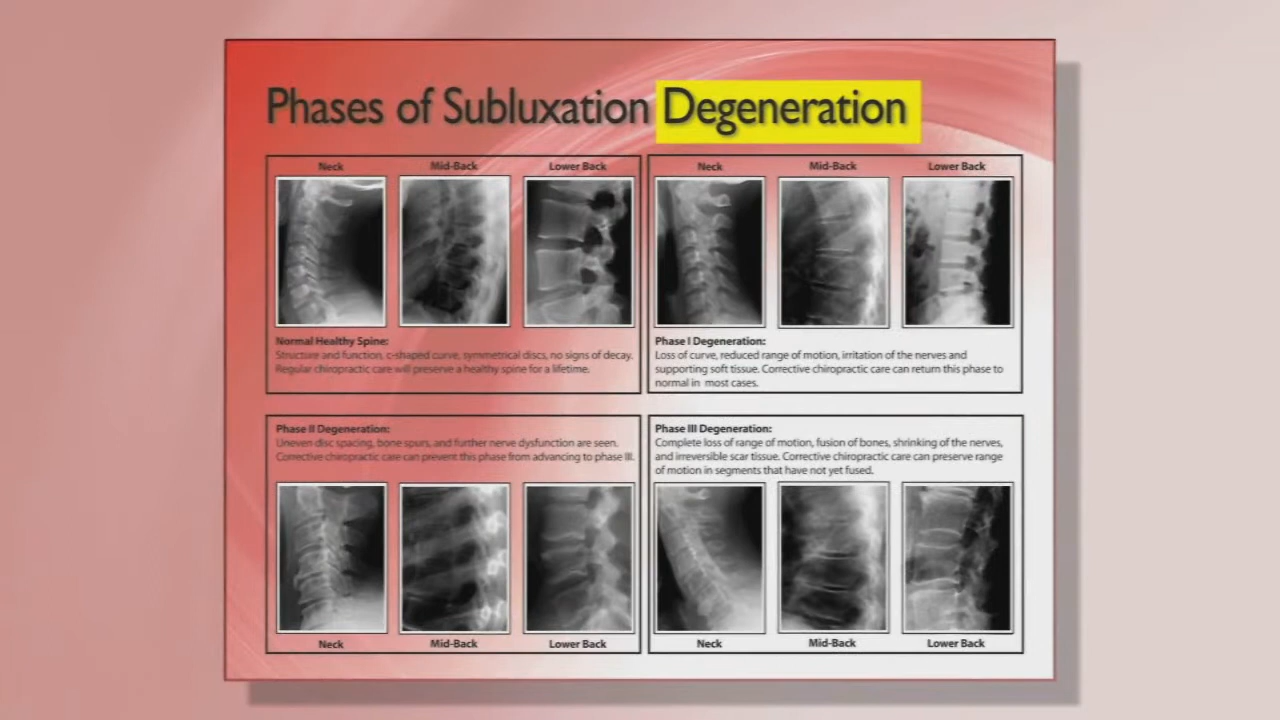 Phases of Subluxation Degeneration
Neck Mid-Back Lower Back
Normal Healthy Spine:
Structure and function, c-shaped curve, symmetrical discs, no signs of decay.
Regular chiropractic care will preserve a healthy spine for a lifetime.
Neck Mid-Back Lower Back
Phase I Degeneration:
Loss of curve, reduced range of motion, irritation of the nerves and
supporting soft tissue. Corrective chiropractic care can return this phase to
normal in most cases.
Phase II Degeneration:
Uneven disc spacing, bone spurs, and further nerve dysfunction are seen.
Corrective chiropractic care can prevent this phase from advancing to phase III.
Neck Mid-Back Lower Back
Phase III Degeneration:
Complete loss of range of motion, fusion of bones, shrinking of the nerves,
and irreversible scar tissue. Corrective chiropractic care can preserve range
of motion in segments that have not yet fused.
Neck Mid-Back Lower Back